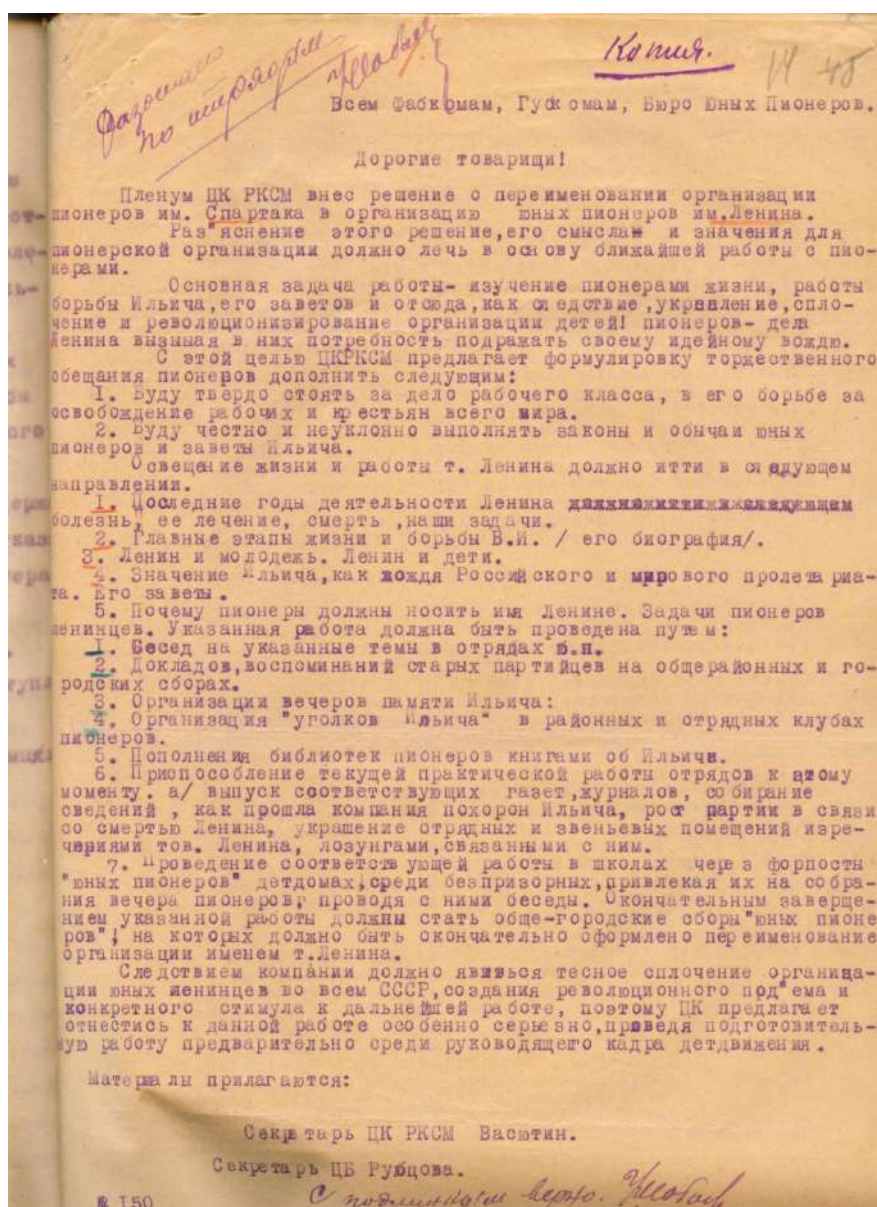 Копия.
Разослано
по отрядам
14 45
Всем Фабкомам, Губкомам, Бюро Юных Пионеров.
Дорогие товарищи!
Пленум ЦК РКСМ внес решение о переименовании организации
пионеров им. Спартака в организацию юных пионеров им.Ленина.
Раз"яснение этого решение,его смысла и значения для
пионерской организации должно лечь в основу ближайшей работы с пио-
нерами.
Основная задача работы- изучение пионерами жизни, работы
борьбы Ильича,его заветов и отсюда,как следствие,укрвпление,спло-
чение и революционизирование организации детей! пионеров- дела
Ленина вызывая в них потребность подражать своему идейному вождю.
С этой целью ЦКРКСМ предлагает формулировку торжественного
обещания пионеров дополнить следующим:
I. Буду твердо стоять за дело рабочего класса, в его борьбе за
освобождение рабочих и крестьян всего мира.
2. Буду честно и неуклонно выполнять законы и обычаи юных
пионеров и заветы Ильича.
Освещение жизни и работы т. Ленина должно итти в следующем
направлении.
I. Последние годы деятельности Ленина должно итти в следующем
болезнь, ее лечение, смерть ,наши задачи.
2. Главные этапы жизни и борьбы В.И. / его биография/.
3. Ленин и молодежь. Ленин и дети.
4. Значение Ильича,как вождя Российского и мирового пролетариа-
та. Его заветы.
5. Почему пионеры должны носить имя Ленине. Задачи пионеров
ленинцев. Указанная работа должна быть проведена путем:
I. Бесед на указанные темы в отрядах ю.п.
2. Докладов,воспоминаний старых партийцев на общерайонных и го-
родских сборах.
3. Организации вечеров памяти Ильича:
4. Организация "уголков Ильича" в районных и отрядных клубах
пионеров.
5. Пополнения библиотек пионеров книгами об Ильиче.
6. Приспособление текущей практической работы отрядов к этому
моменту. а/ выпуск соответствующих газет,журналов, собирание
сведений , как прошла компания похорон Ильича, рост партии в связи
со смертью Ленина, украшение отрядных и звеньевых помещений изре-
чериями тов. Ленина, лозунгами,связанными с ним.
7. Проведение соответствующей работы в школах через форпосты
"юных пионеров" детдомах,среди безпризорных,привлекая их на собра-
ния вечера пионеров, проводя с ними беседы. Окончательным заверше-
нием указанной работы должны стать обще-городские сборы"юных пионе
ров", на которых должно быть окончательно оформлено переименование
организации именем т.Ленина.
Следствием компании должно явиться тесное сплочение организа-
ции юных ленинцев во всем СССР,создания революционного под"ема и
конкретного стимула к дальнейшей работе, поэтому ЦК предлагает
отнестись к данной работе особенно серьезно,проведя подготовитель-
ную работу предварительно среди руководящего кадра детдвижения.
Материалы прилагаются:
Секретарь ЦК РКСМ Васютин.
Секретарь ЦБ Рубцова.
С подлинным верно.
150